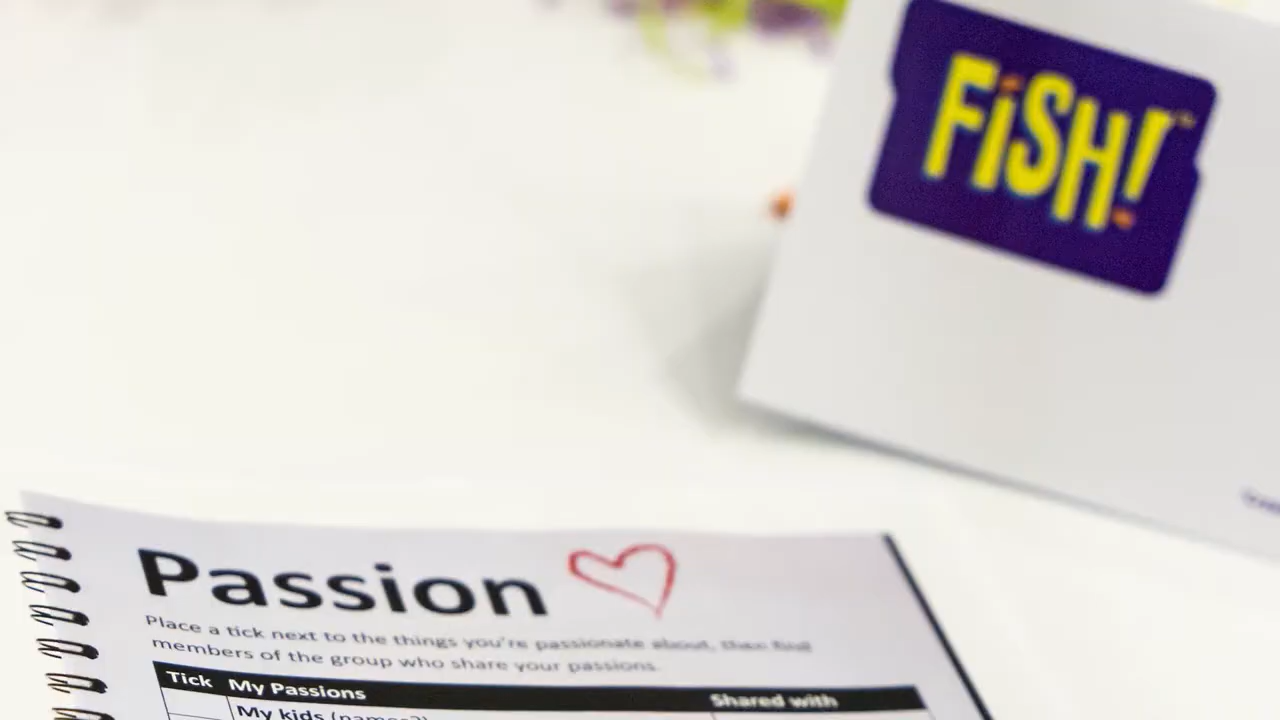 FiSH!
Passion
Place a tick next to the things you're passionate about, then find
members of the group who share your passions.
Tick My Passions Shared with
My kids (names?)